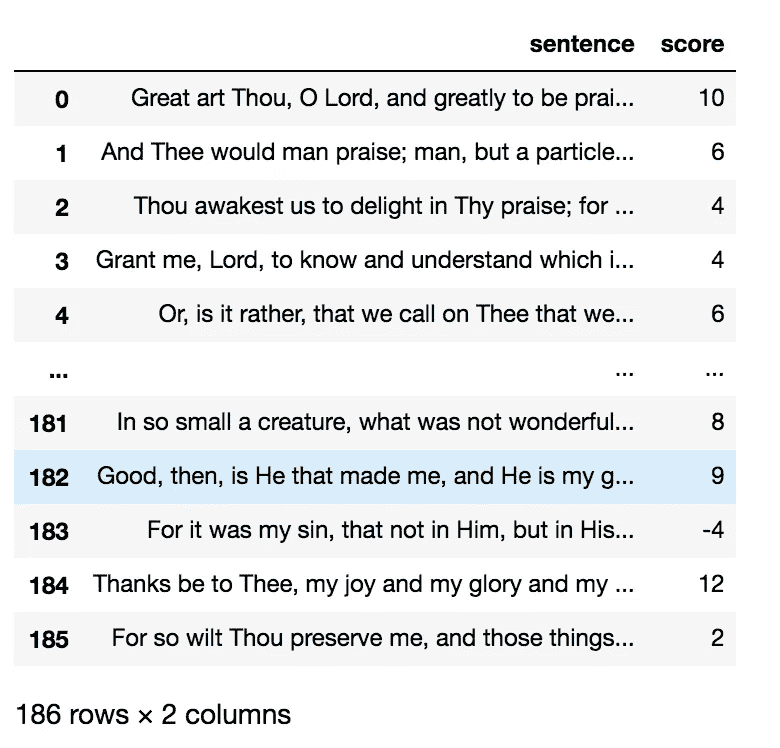 sentence score
0 Great art Thou, O Lord, and greatly to be prai... 10
1 And Thee would man praise; man, but a particle... 6
2 Thou awakest us to delight in Thy praise; for ... 4
3 Grant me, Lord, to know and understand which i... 4
4 Or, is it rather, that we call on Thee that we... 6
... ... ...
181 In so small a creature, what was not wonderful... 8
182 Good, then, is He that made me, and He is my g... 9
183 For it was my sin, that not in Him, but in His... -4
184 Thanks be to Thee, my joy and my glory and my ... 12
185 For so wilt Thou preserve me, and those things... 2
186 rows × 2 columns